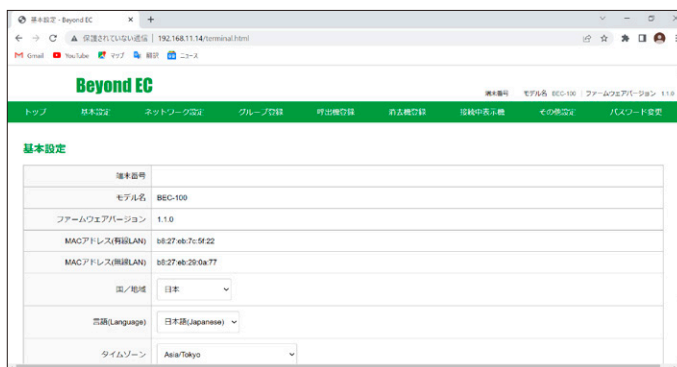 基本設定 - Beyond EC
保護されていない通信 | 192.168.11.14/terminal.html
Gmail YouTube マップ 翻訳 ニュース
Beyond EC
端末番号 モデル名 BEC-100 ファームウェアバージョン 1.1.0
トップ 基本設定 ネットワーク設定 グループ登録 呼出機登録 消去機登録 接続中表示機 その他設定 パスワード変更
基本設定
端末番号
モデル名 BEC-100
ファームウェアバージョン 1.1.0
MACアドレス(有線LAN) b8:27:eb:7c:5f:22
MACアドレス(無線LAN) b8:27:eb:29:0a:77
国/地域 日本
言語(Language) 日本語(Japanese)
タイムゾーン Asia/Tokyo